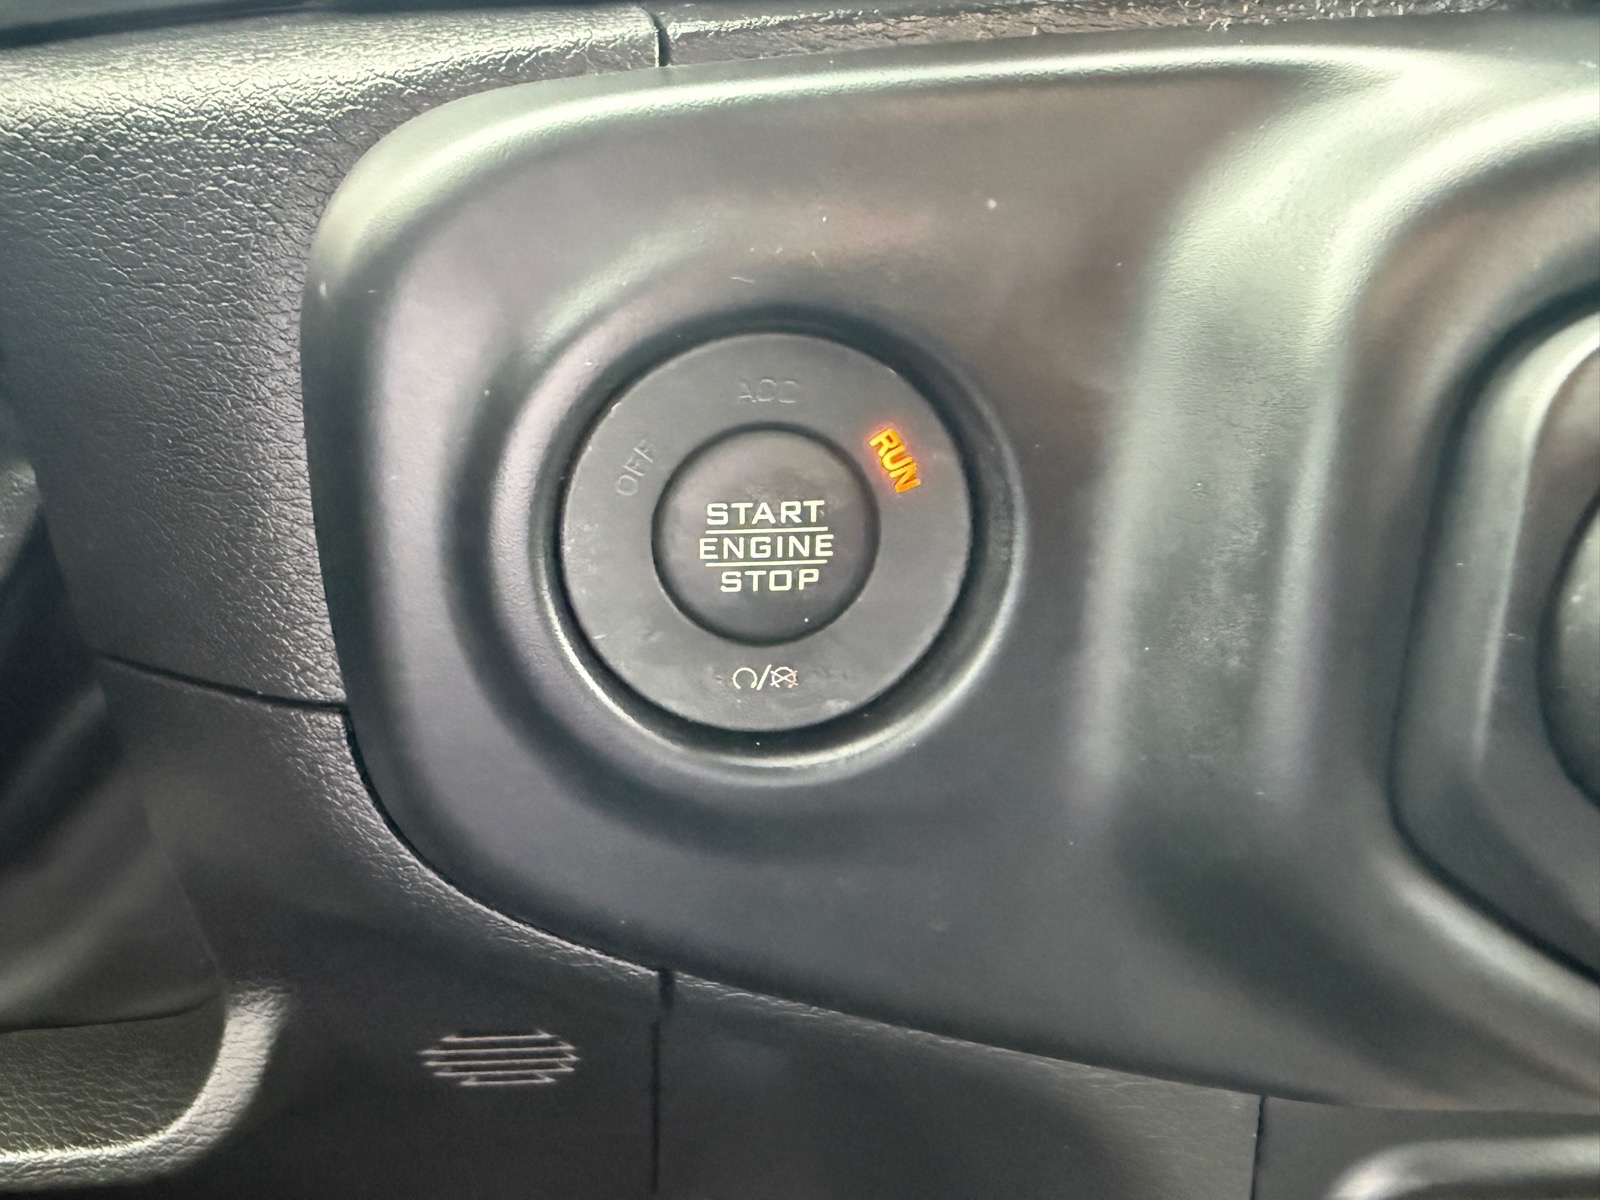 ACC
OFF
RUN
START
ENGINE
STOP